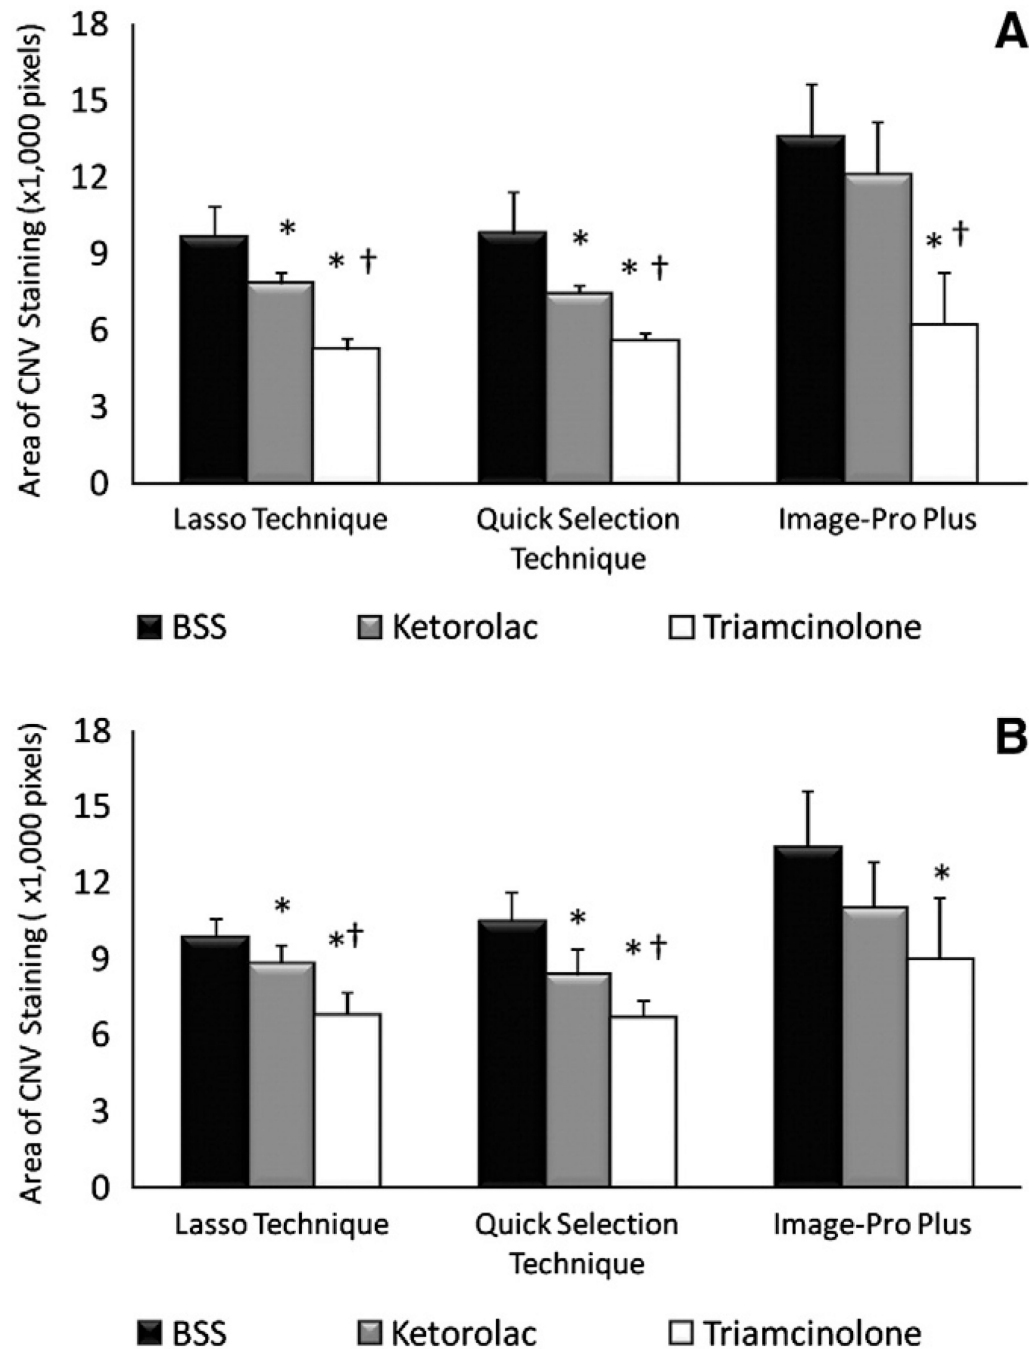 A
Area of CNV Staining (x1,000 pixels)
18
15
12
9
6
3
0
* * † * * † * †
Lasso Technique Quick Selection Technique Image-Pro Plus
BSS Ketorolac Triamcinolone
B
Area of CNV Staining ( x1,000 pixels)
18
15
12
9
6
3
0
* *† * * † *
Lasso Technique Quick Selection Technique Image-Pro Plus
BSS Ketorolac Triamcinolone